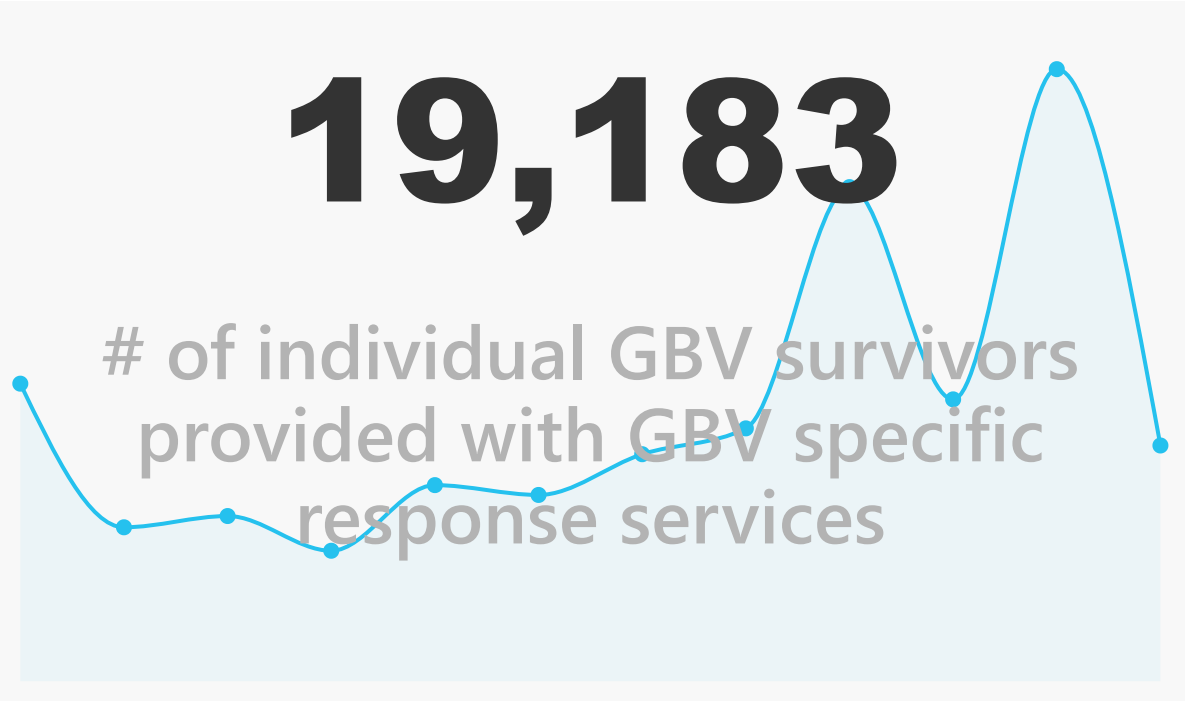 19,183
# of individual GBV survivors
provided with GBV specific
response services